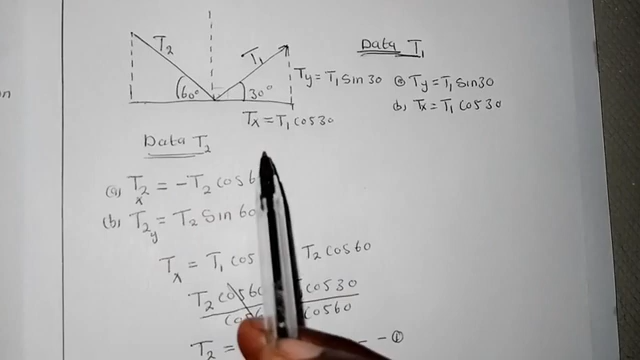 T₂ T₁ Data T₁
60° 30° Ty = T₁ Sin 30 ⓐ Ty = T₁ Sin 30
Tx = T₁ cos 30 (b) Tx = T₁ cos 30
Data T₂
(a) T₂x = -T₂ cos 6
(b) T₂y = T₂ Sin 60
Tx = T₁ cos T₂ cos 60
T₂ cos 60 cos 30
cos 60
T₂ = - - ①